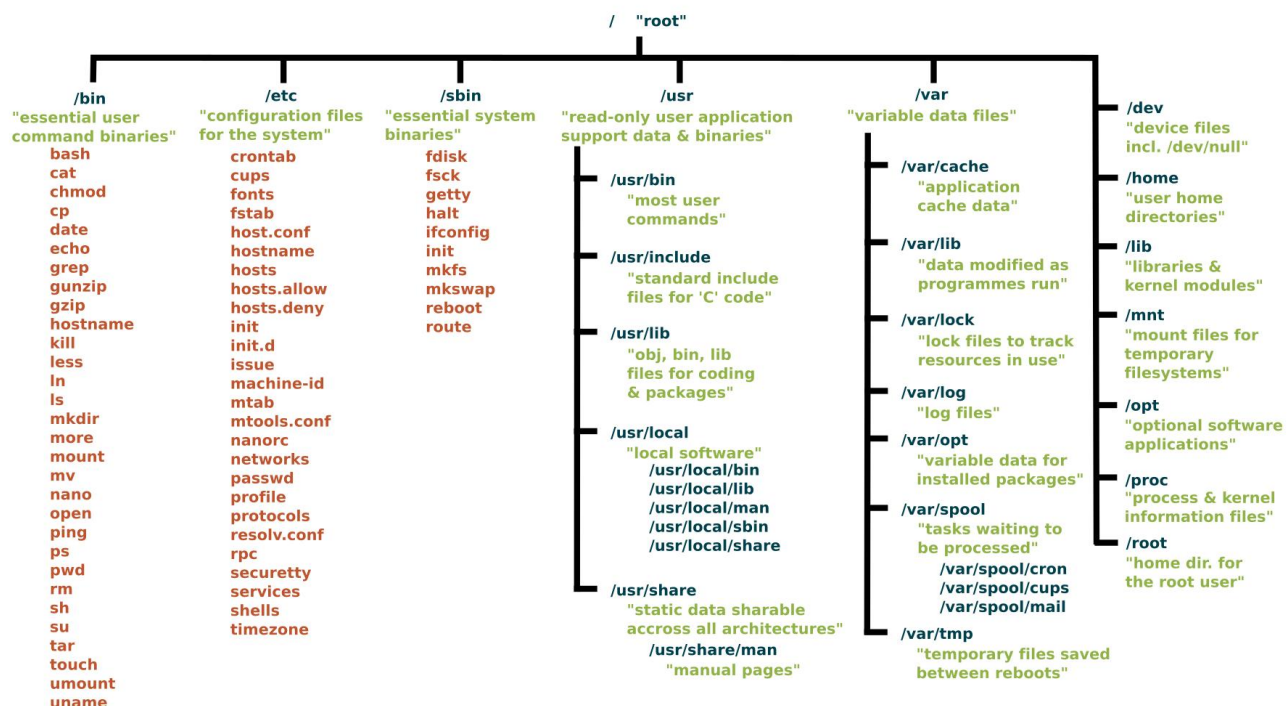 / "root"
/bin
"essential user
command binaries"
bash
cat
chmod
cp
date
echo
grep
gunzip
gzip
hostname
kill
less
ln
ls
mkdir
more
mount
mv
nano
open
ping
ps
pwd
rm
sh
su
tar
touch
umount
uname
/etc
"configuration files
for the system"
crontab
cups
fonts
fstab
host.conf
hostname
hosts
hosts.allow
hosts.deny
init
init.d
issue
machine-id
mtab
mtools.conf
nanorc
networks
passwd
profile
protocols
resolv.conf
rpc
securetty
services
shells
timezone
/sbin
"essential system
binaries"
fdisk
fsck
getty
halt
ifconfig
init
mkfs
mkswap
reboot
route
/usr
"read-only user application
support data & binaries"
/usr/bin
"most user
commands"
/usr/include
"standard include
files for 'C' code"
/usr/lib
"obj, bin, lib
files for coding
& packages"
/usr/local
"local software"
/usr/local/bin
/usr/local/lib
/usr/local/man
/usr/local/sbin
/usr/local/share
/usr/share
"static data sharable
accross all architectures"
/usr/share/man
"manual pages"
/var
"variable data files"
/var/cache
"application
cache data"
/var/lib
"data modified as
programmes run"
/var/lock
"lock files to track
resources in use"
/var/log
"log files"
/var/opt
"variable data for
installed packages"
/var/spool
"tasks waiting to
be processed"
/var/spool/cron
/var/spool/cups
/var/spool/mail
/var/tmp
"temporary files saved
between reboots"
/dev
"device files
incl. /dev/null"
/home
"user home
directories"
/lib
"libraries &
kernel modules"
/mnt
"mount files for
temporary
filesystems"
/opt
"optional software
applications"
/proc
"process & kernel
information files"
/root
"home dir. for
the root user"